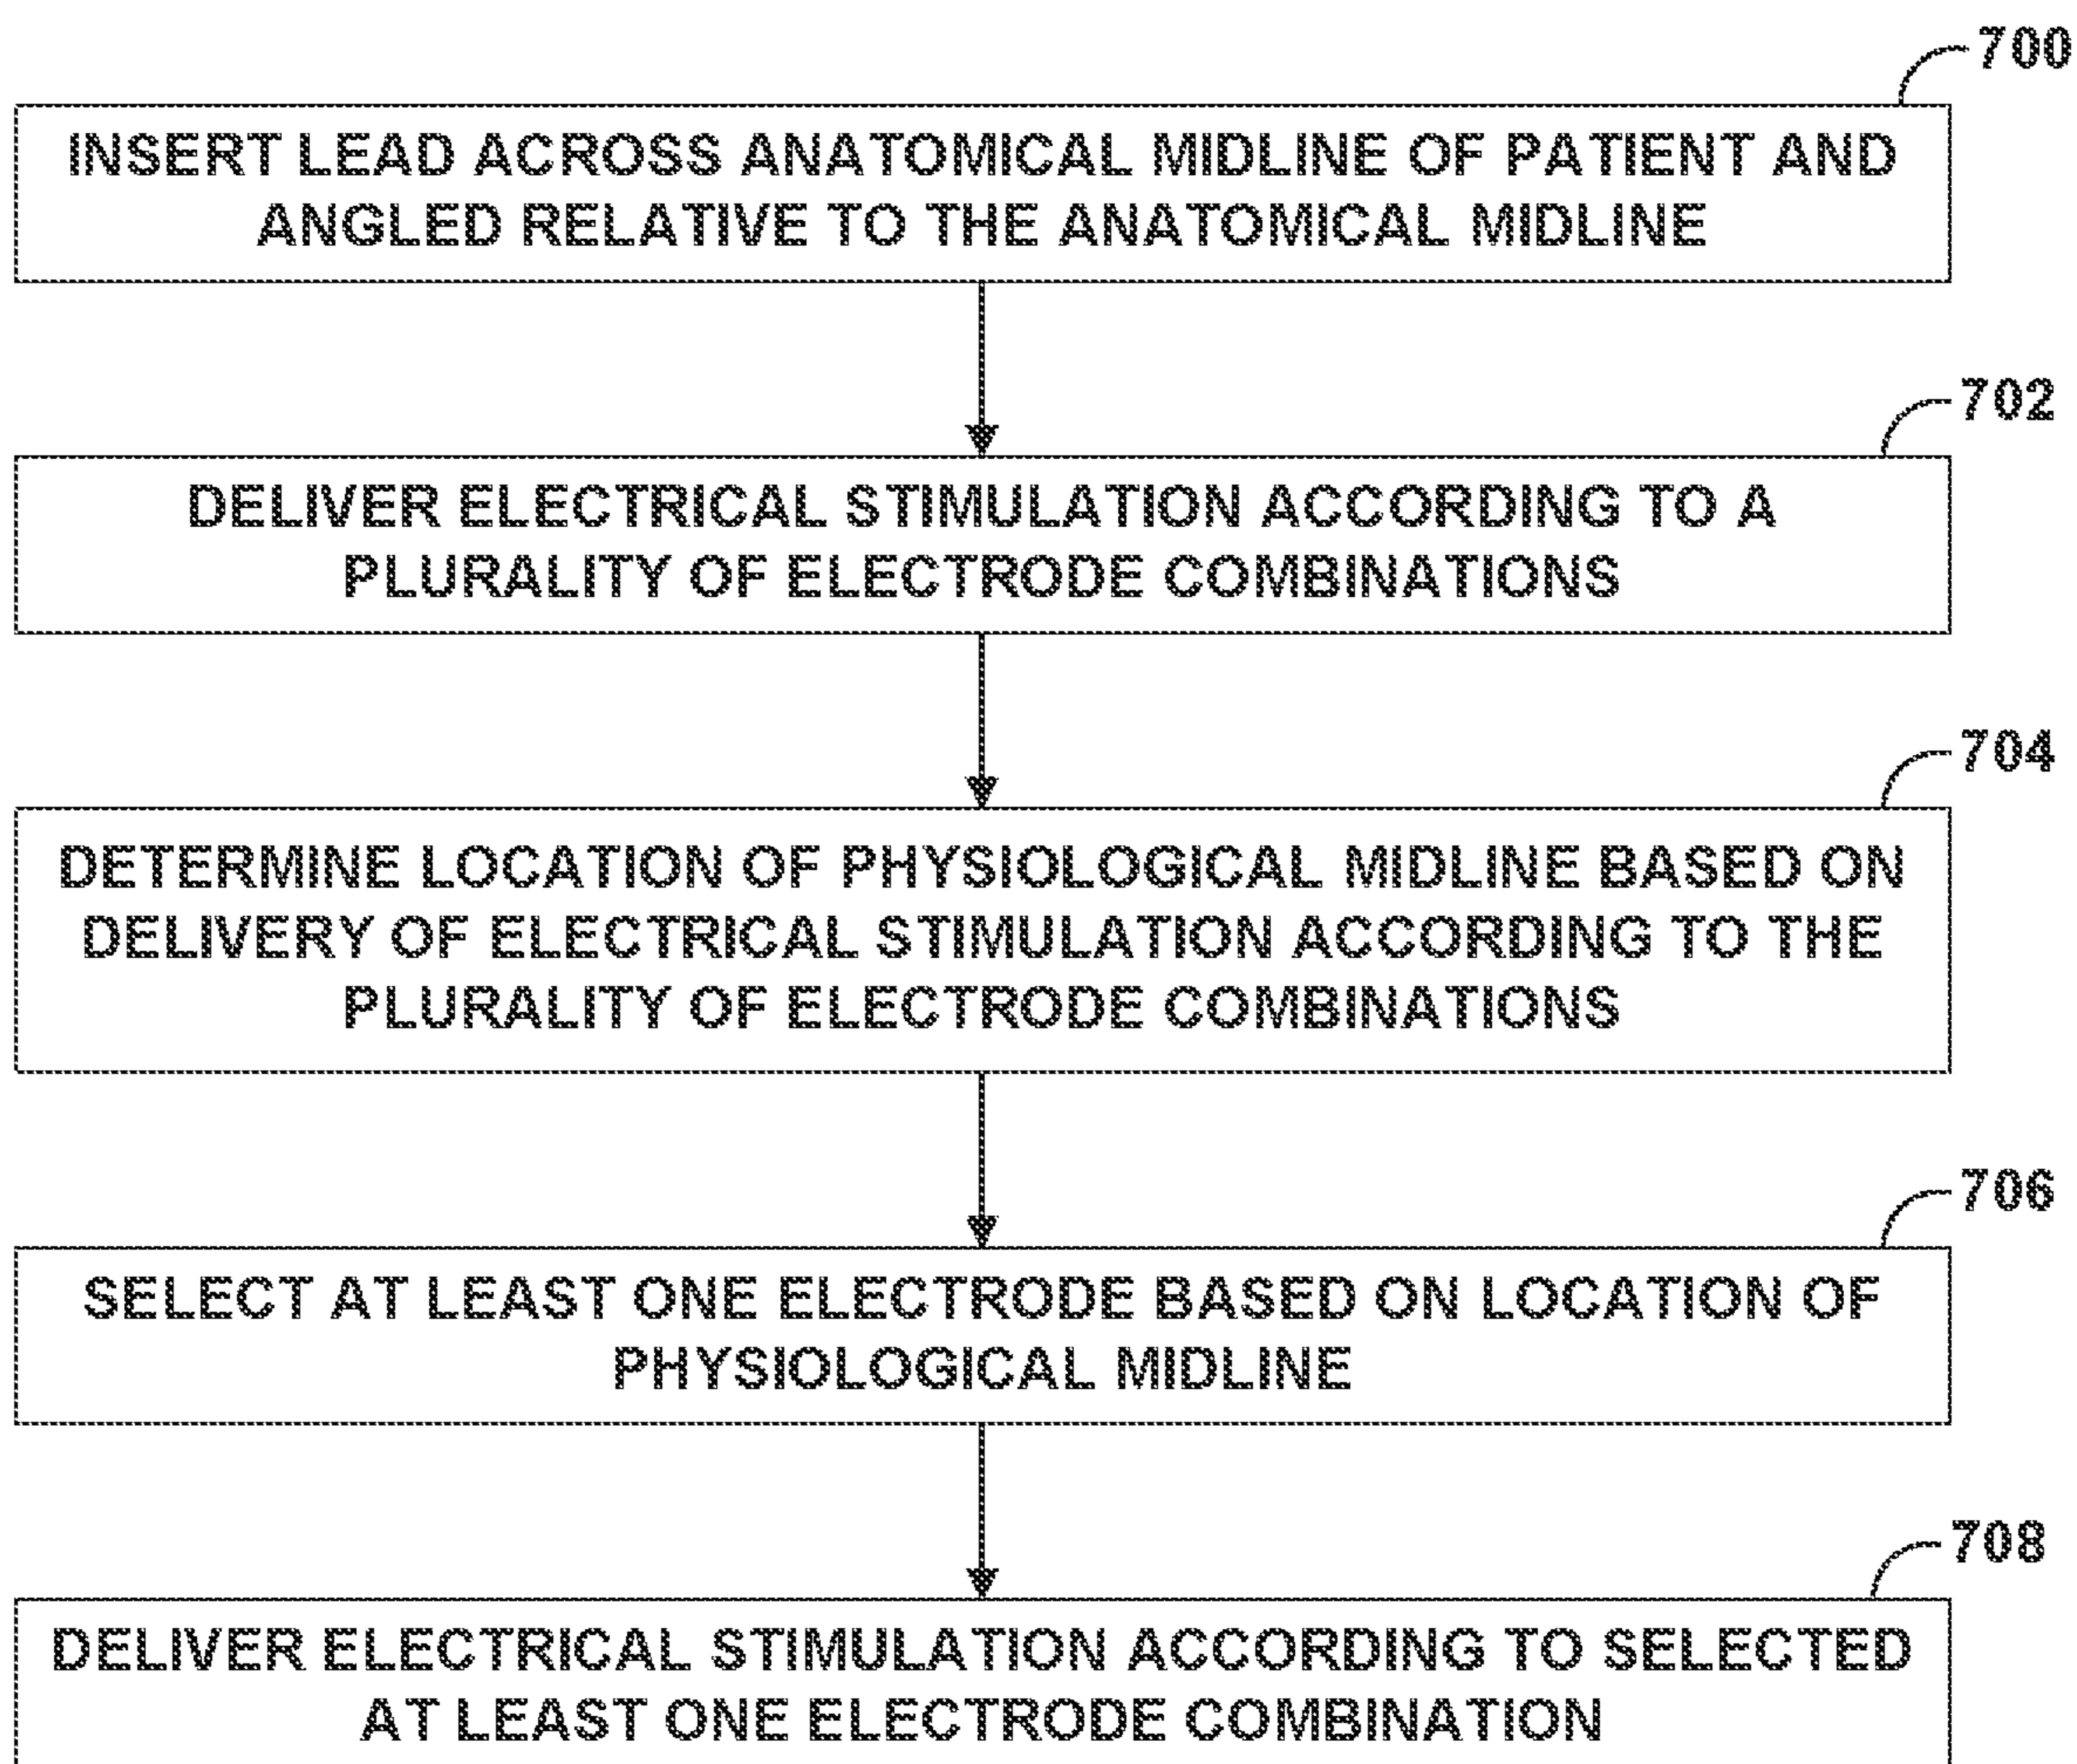 700
INSERT LEAD ACROSS ANATOMICAL MIDLINE OF PATIENT AND
ANGLED RELATIVE TO THE ANATOMICAL MIDLINE
702
DELIVER ELECTRICAL STIMULATION ACCORDING TO A
PLURALITY OF ELECTRODE COMBINATIONS
704
DETERMINE LOCATION OF PHYSIOLOGICAL MIDLINE BASED ON
DELIVERY OF ELECTRICAL STIMULATION ACCORDING TO THE
PLURALITY OF ELECTRODE COMBINATIONS
706
SELECT AT LEAST ONE ELECTRODE BASED ON LOCATION OF
PHYSIOLOGICAL MIDLINE
708
DELIVER ELECTRICAL STIMULATION ACCORDING TO SELECTED
AT LEAST ONE ELECTRODE COMBINATION